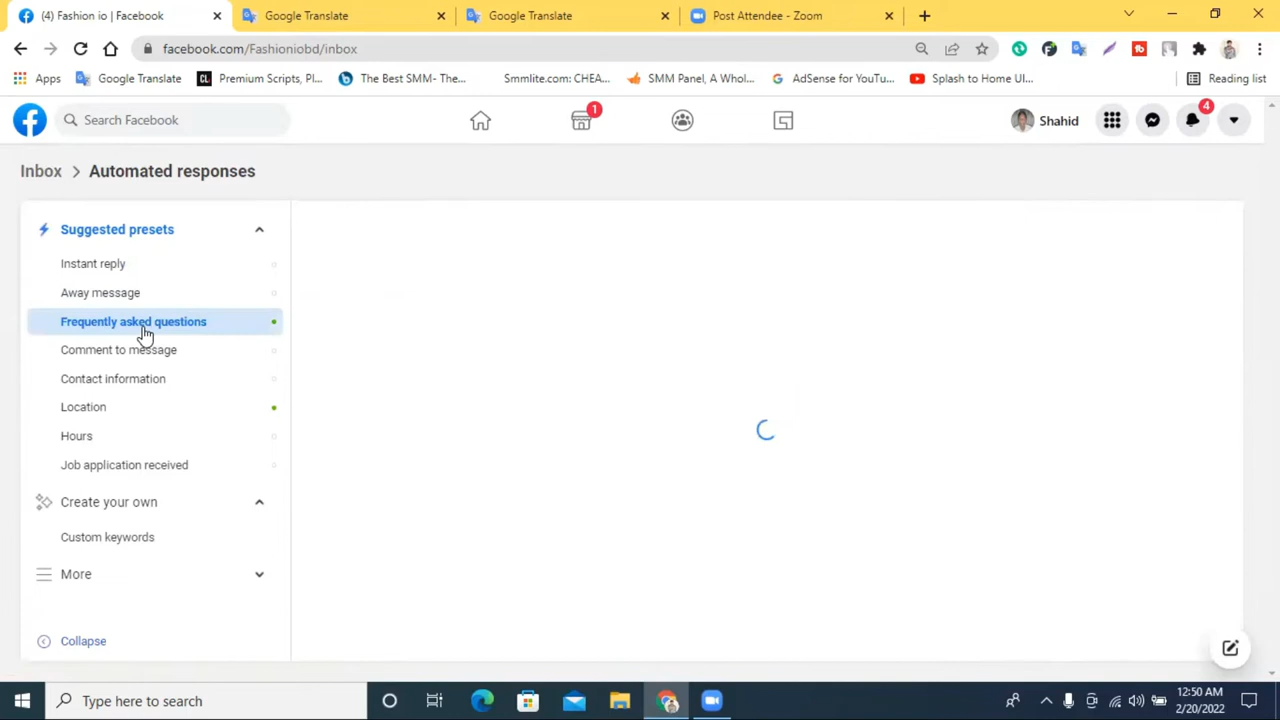 (4) Fashion io | Facebook
Google Translate
Google Translate
Post Attendee - Zoom
facebook.com/Fashioniobd/inbox
Apps
Google Translate
CL
Premium Scripts, Pl...
The Best SMM- The...
Smmlite.com: CHEA...
SMM Panel, A Whol...
AdSense for YouTu...
Splash to Home UI...
Reading list
Search Facebook
1
Shahid
4
Inbox > Automated responses
Suggested presets
Instant reply
Away message
Frequently asked questions
Comment to message
Contact information
Location
Hours
Job application received
Create your own
Custom keywords
More
Collapse
Type here to search
12:50 AM
2/20/2022